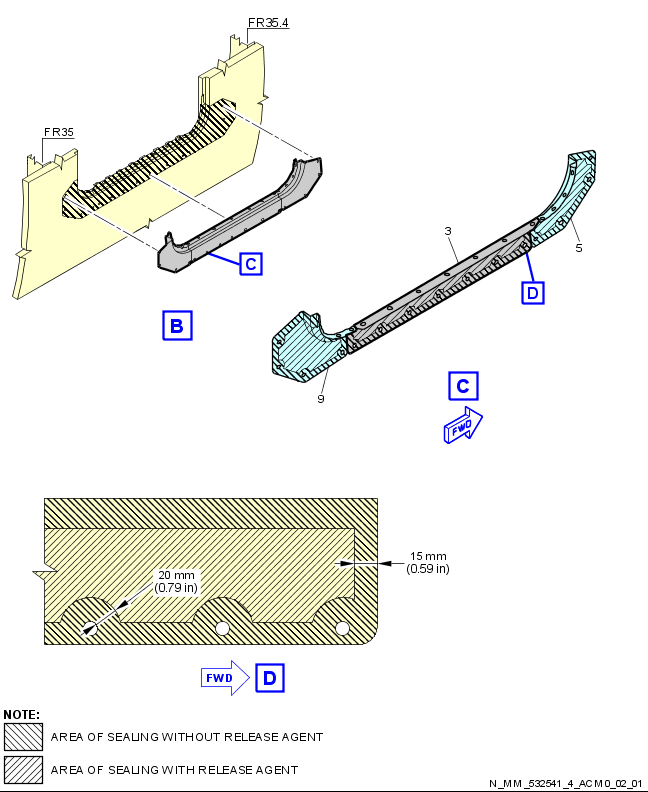 FR35.4
FR35
C
B
3
5
D
9
C
FWD
15 mm
(0.59 in)
20 mm
(0.79 in)
FWD
D
NOTE:
AREA OF SEALING WITHOUT RELEASE AGENT
AREA OF SEALING WITH RELEASE AGENT
N_MM_532541_4_ACM0_02_01